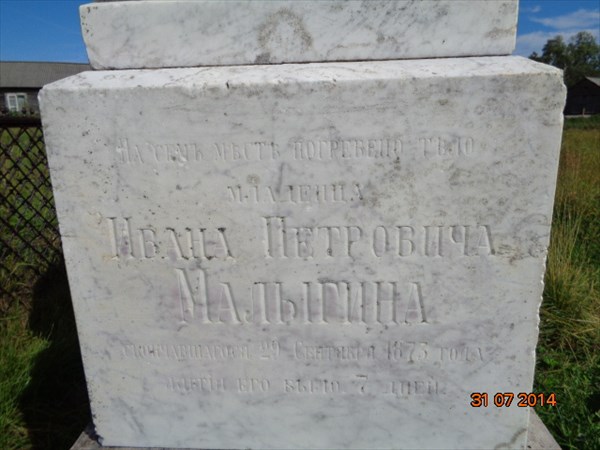 На семъ мѣстѣ погребено тѣло
младенца
Ивана Петровича
Малыгина
скончавшагося 29 Сентября 1873 года
его было 7 дней
31 07 2014